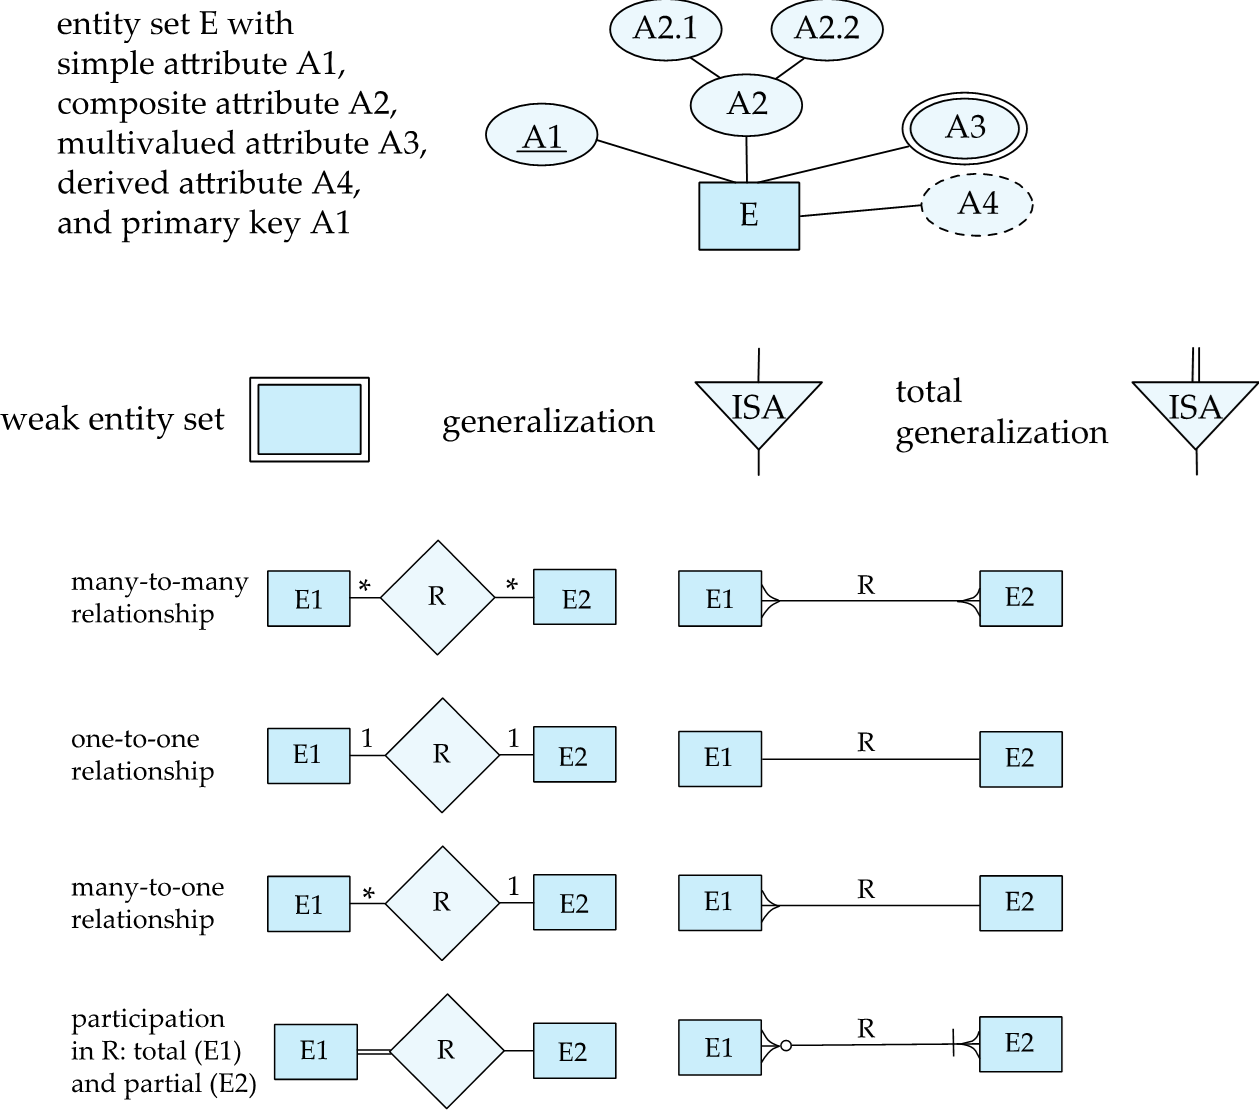 entity set E with
simple attribute A1,
composite attribute A2,
multivalued attribute A3,
derived attribute A4,
and primary key A1
A2.1 A2.2
A2
A1
A3
A4
E
weak entity set
generalization
ISA
total
generalization
ISA
many-to-many
relationship
E1 * R * E2
E1 R E2
one-to-one
relationship
E1 1 R 1 E2
E1 R E2
many-to-one
relationship
E1 * R 1 E2
E1 R E2
participation
in R: total (E1)
and partial (E2)
E1 R E2
E1 R E2